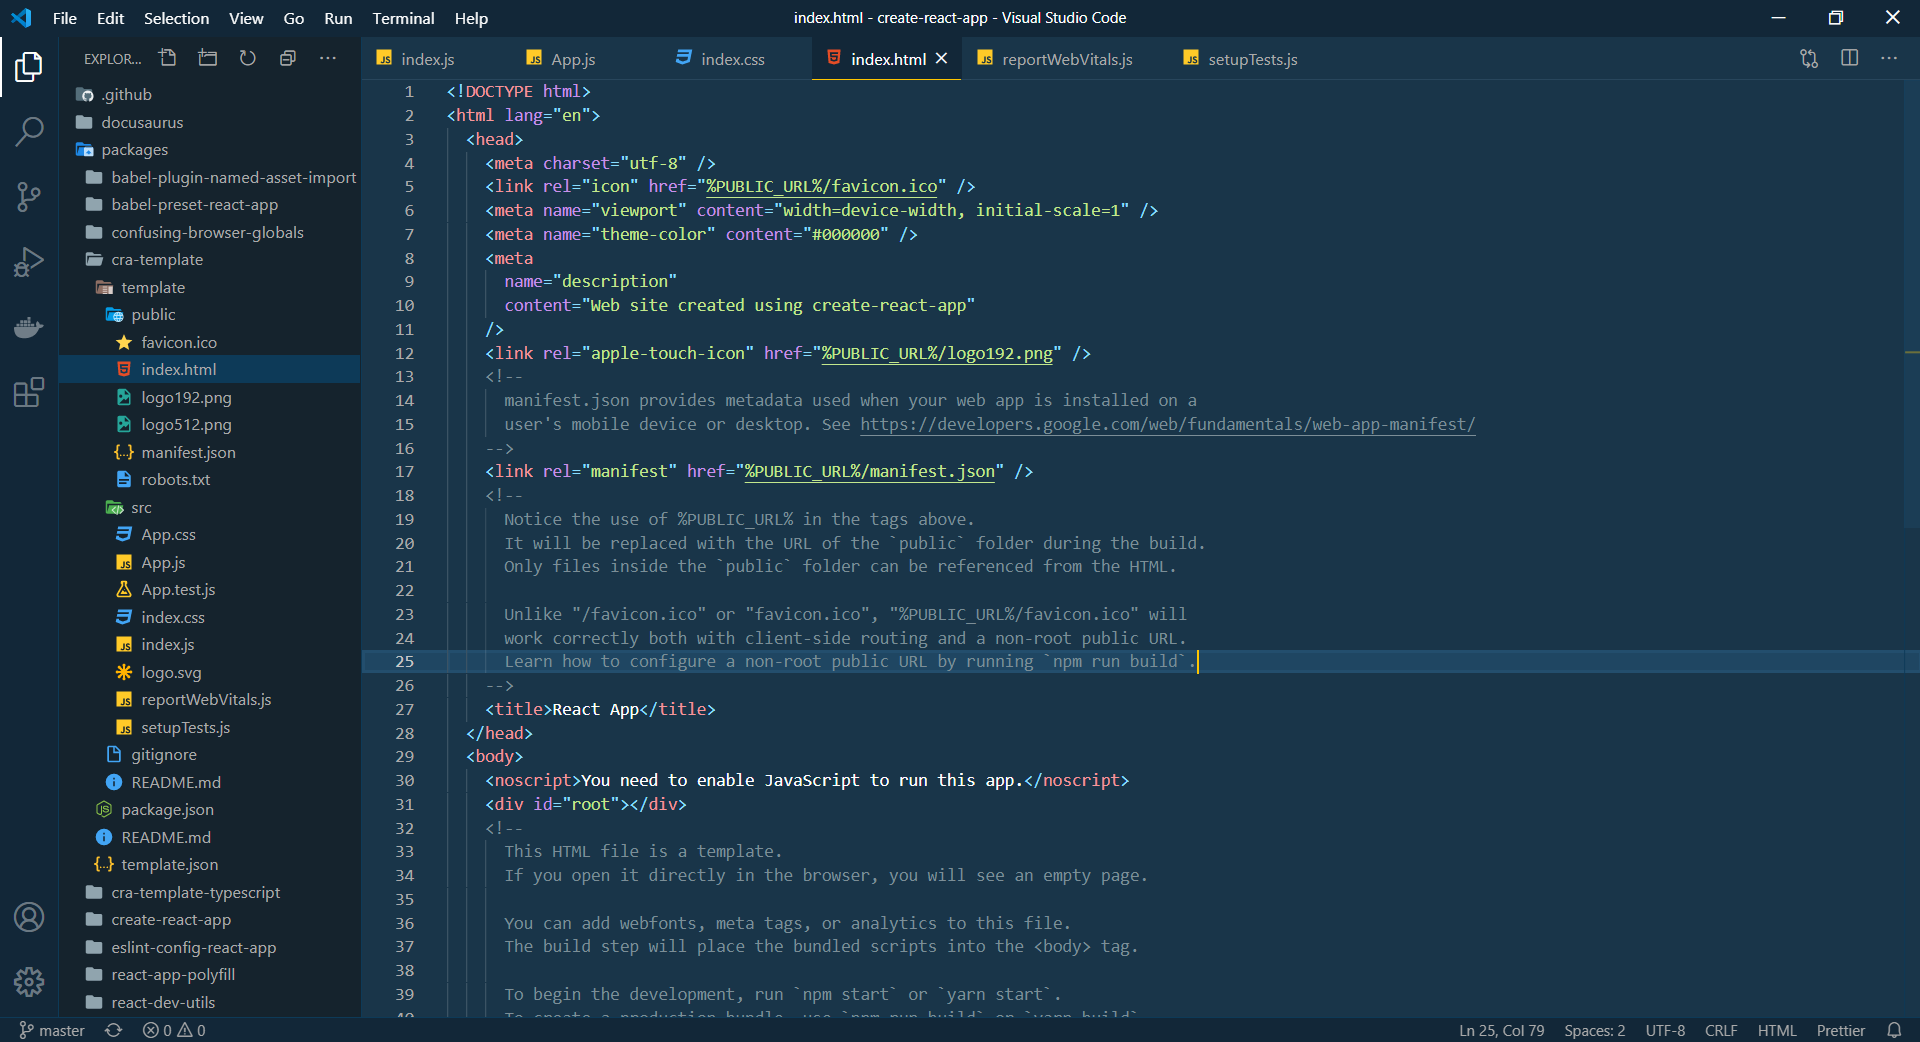 File Edit Selection View Go Run Terminal Help
index.html - create-react-app - Visual Studio Code
EXPLOR...
index.js
App.js
index.css
index.html
reportWebVitals.js
setupTests.js
.github
docusaurus
packages
babel-plugin-named-asset-import
babel-preset-react-app
confusing-browser-globals
cra-template
template
public
favicon.ico
index.html
logo192.png
logo512.png
manifest.json
robots.txt
src
App.css
App.js
App.test.js
index.css
index.js
logo.svg
reportWebVitals.js
setupTests.js
gitignore
README.md
package.json
README.md
template.json
cra-template-typescript
create-react-app
eslint-config-react-app
react-app-polyfill
react-dev-utils
1 <!DOCTYPE html>
2 <html lang="en">
3 <head>
4 <meta charset="utf-8" />
5 <link rel="icon" href="%PUBLIC_URL%/favicon.ico" />
6 <meta name="viewport" content="width=device-width, initial-scale=1" />
7 <meta name="theme-color" content="#000000" />
8 <meta
9 name="description"
10 content="Web site created using create-react-app"
11 />
12 <link rel="apple-touch-icon" href="%PUBLIC_URL%/logo192.png" />
13 <!--
14 manifest.json provides metadata used when your web app is installed on a
15 user's mobile device or desktop. See https://developers.google.com/web/fundamentals/web-app-manifest/
16 -->
17 <link rel="manifest" href="%PUBLIC_URL%/manifest.json" />
18 <!--
19 Notice the use of %PUBLIC_URL% in the tags above.
20 It will be replaced with the URL of the `public` folder during the build.
21 Only files inside the `public` folder can be referenced from the HTML.
22
23 Unlike "/favicon.ico" or "favicon.ico", "%PUBLIC_URL%/favicon.ico" will
24 work correctly both with client-side routing and a non-root public URL.
25 Learn how to configure a non-root public URL by running `npm run build`.
26 -->
27 <title>React App</title>
28 </head>
29 <body>
30 <noscript>You need to enable JavaScript to run this app.</noscript>
31 <div id="root"></div>
32 <!--
33 This HTML file is a template.
34 If you open it directly in the browser, you will see an empty page.
35
36 You can add webfonts, meta tags, or analytics to this file.
37 The build step will place the bundled scripts into the <body> tag.
38
39 To begin the development, run `npm start` or `yarn start`.
40 To create a production bundle, use `npm run build` or `yarn build`.
master
0 0
Ln 25, Col 79 Spaces: 2 UTF-8 CRLF HTML Prettier